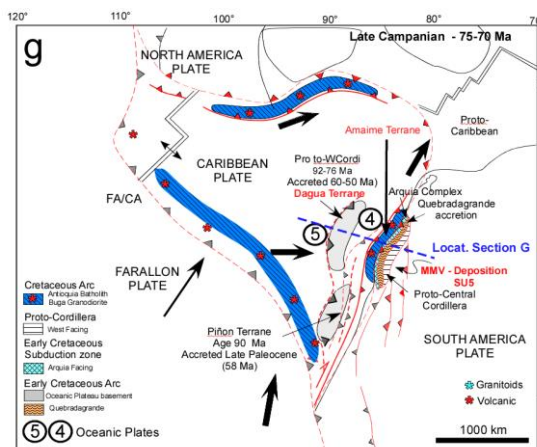 120°
110°
100°
90°
80°
70
g
Late Campanian - 75-70 Ma
NORTH AMERICA
PLATE
Proto-
Caribbean
Amaime Terrane
CARIBBEAN
PLATE
Proto-WCordi
92-76 Ma
Accreted 60-50 Ma)
Dagua Terrane
Arquia Complex
Quebradagrande
accretion
FA/CA
5
4
Locat. Section G
FARALLON
PLATE
MMV - Deposition
SU5
Proto-Central
Cordillera
Piñon Terrane
Age 90 Ma
Accreted Late Paleocene
(58 Ma)
SOUTH AMERICA
PLATE
Cretaceous Arc
Antioquia Batholith
Buga Granodiorite
Proto-Cordillera
West Facing
Early Cretaceous
Subduction zone
Arquia Facing
Early Cretaceous Arc
Oceanic Plateau basement
Quebradagrande
5 4 Oceanic Plates
Granitoids
Volcanic
1000 km